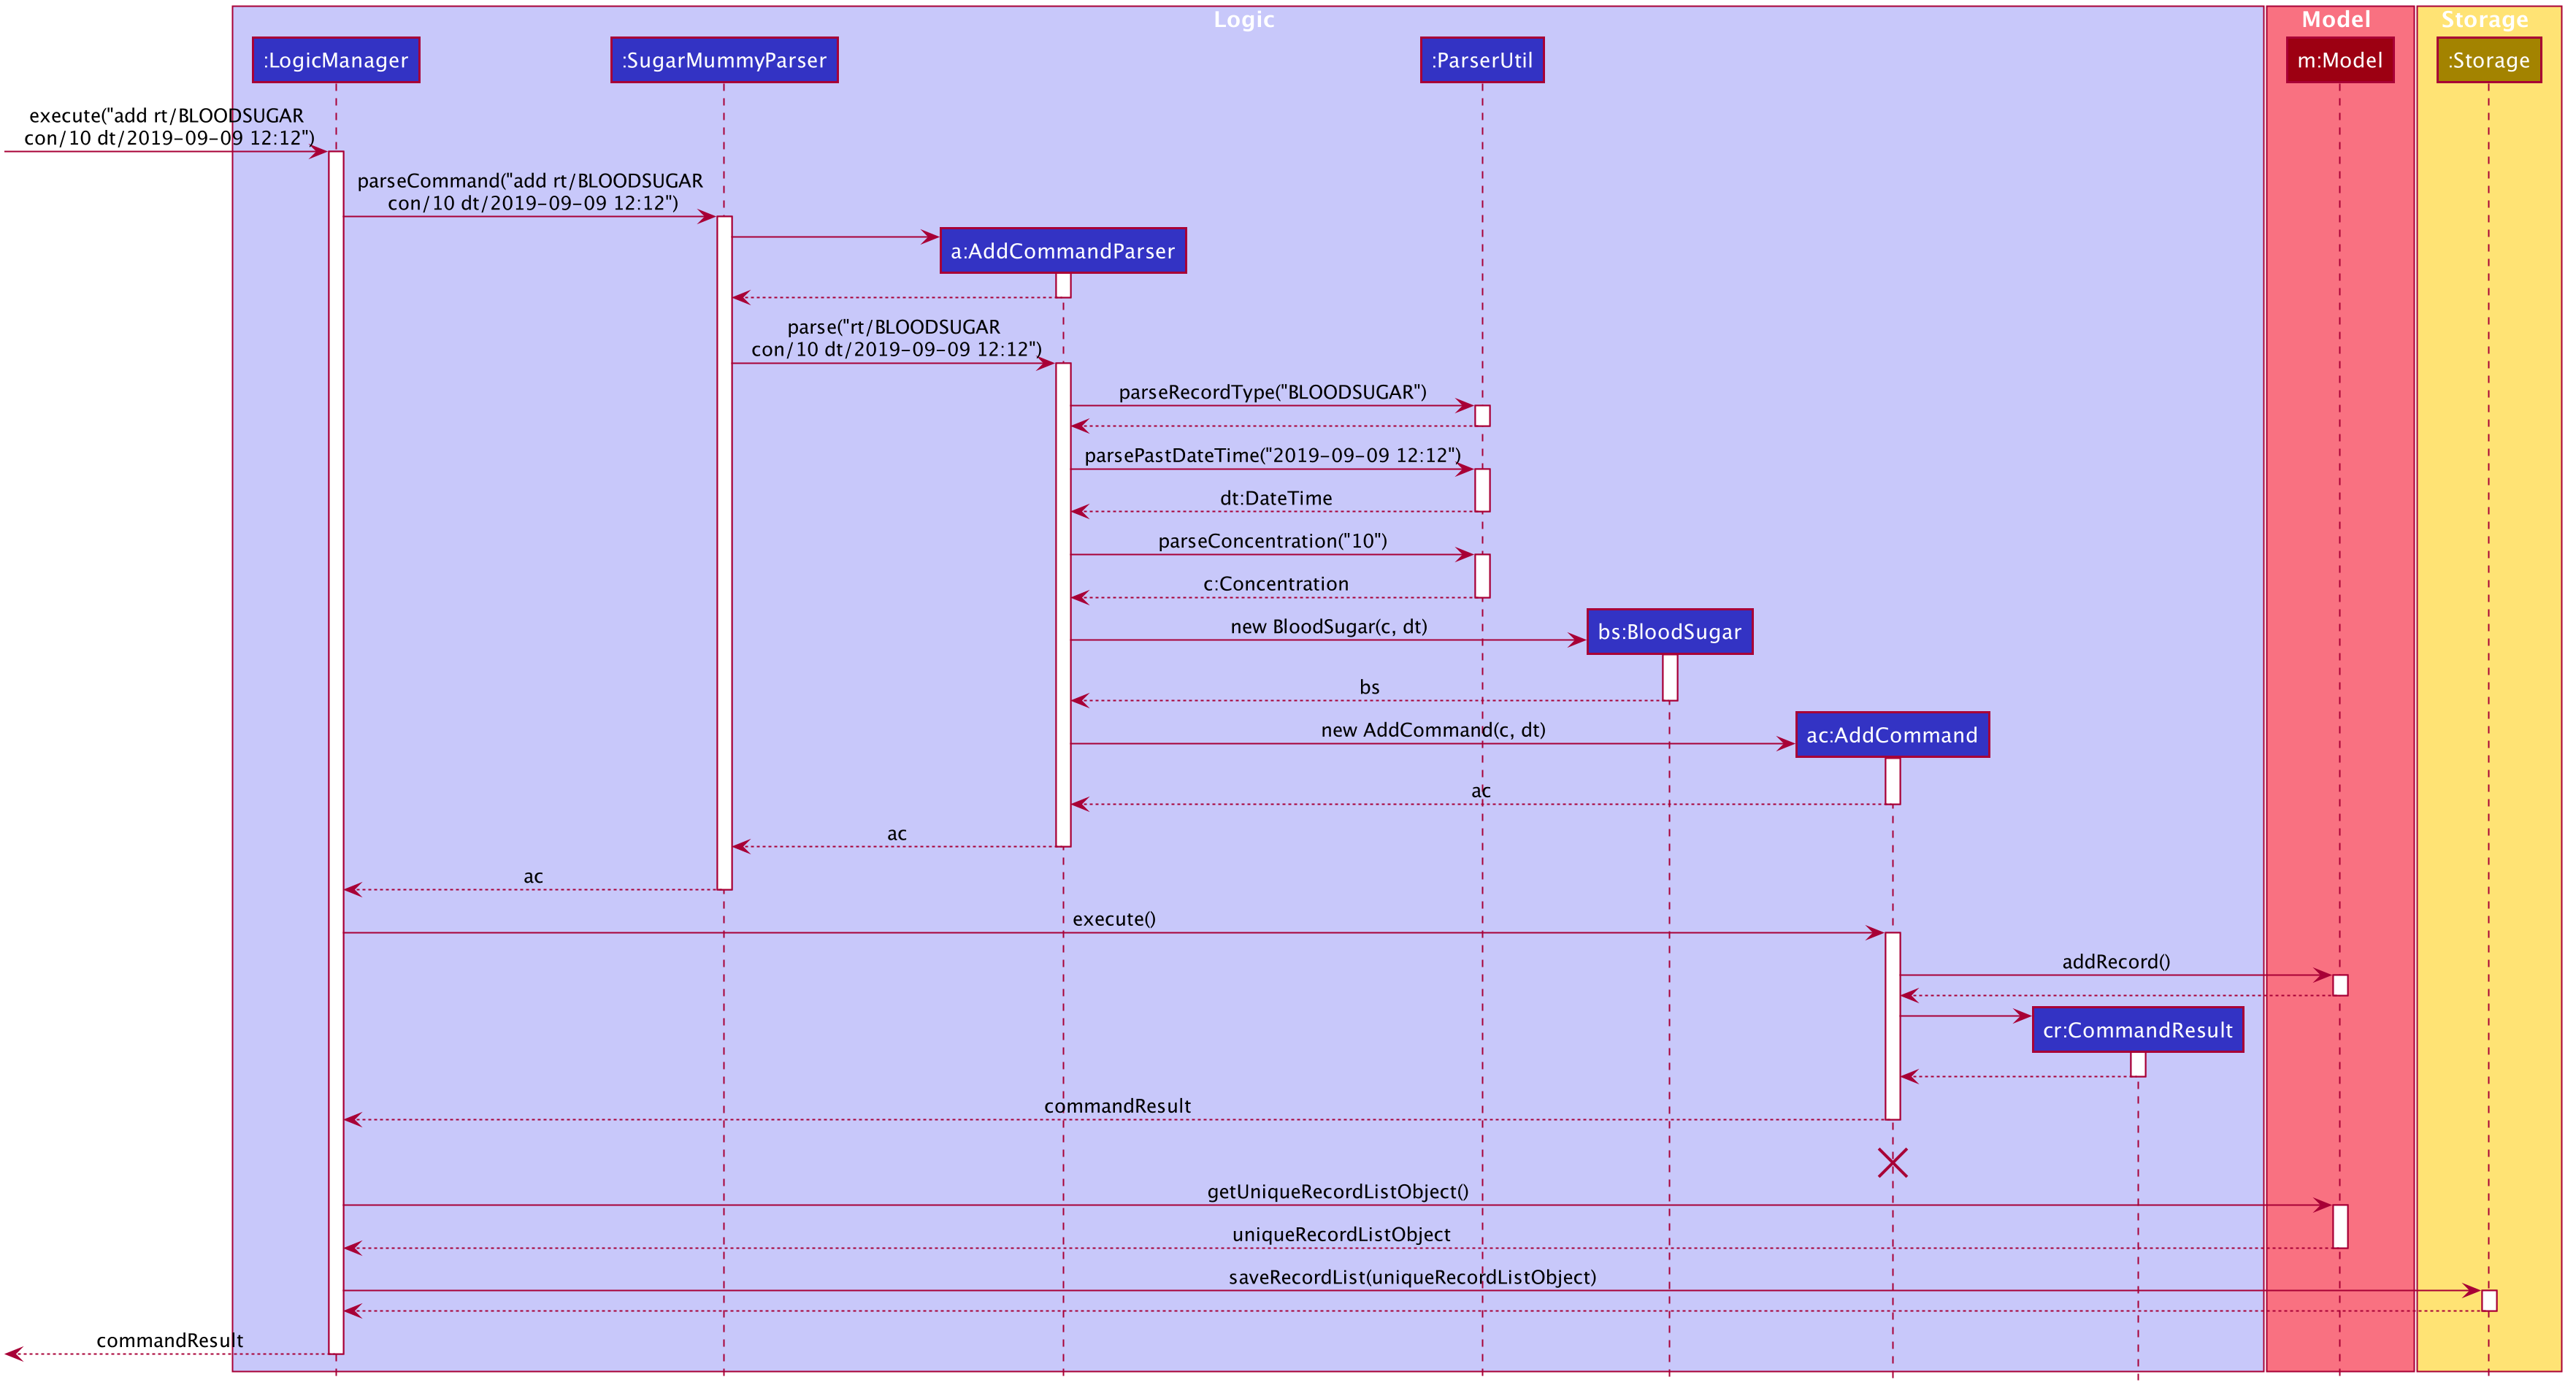 Logic
Model
Storage
:LogicManager
:SugarMummyParser
:ParserUtil
m:Model
:Storage
execute("add rt/BLOODSUGAR
con/10 dt/2019-09-09 12:12")
parseCommand("add rt/BLOODSUGAR
con/10 dt/2019-09-09 12:12")
a:AddCommandParser
parse("rt/BLOODSUGAR
con/10 dt/2019-09-09 12:12")
parseRecordType("BLOODSUGAR")
parsePastDateTime("2019-09-09 12:12")
dt:DateTime
parseConcentration("10")
c:Concentration
new BloodSugar(c, dt)
bs:BloodSugar
bs
new AddCommand(c, dt)
ac:AddCommand
ac
ac
ac
execute()
addRecord()
cr:CommandResult
commandResult
getUniqueRecordListObject()
uniqueRecordListObject
saveRecordList(uniqueRecordListObject)
commandResult